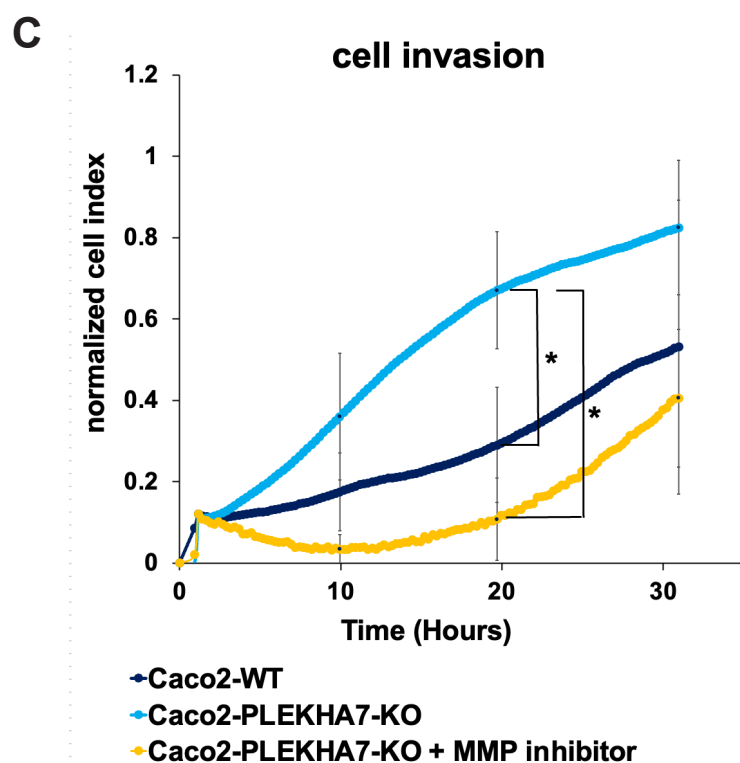 C
cell invasion
normalized cell index
1.2
1
0.8
0.6
0.4
0.2
0
*
*
0 10 20 30
Time (Hours)
Caco2-WT
Caco2-PLEKHA7-KO
Caco2-PLEKHA7-KO + MMP inhibitor